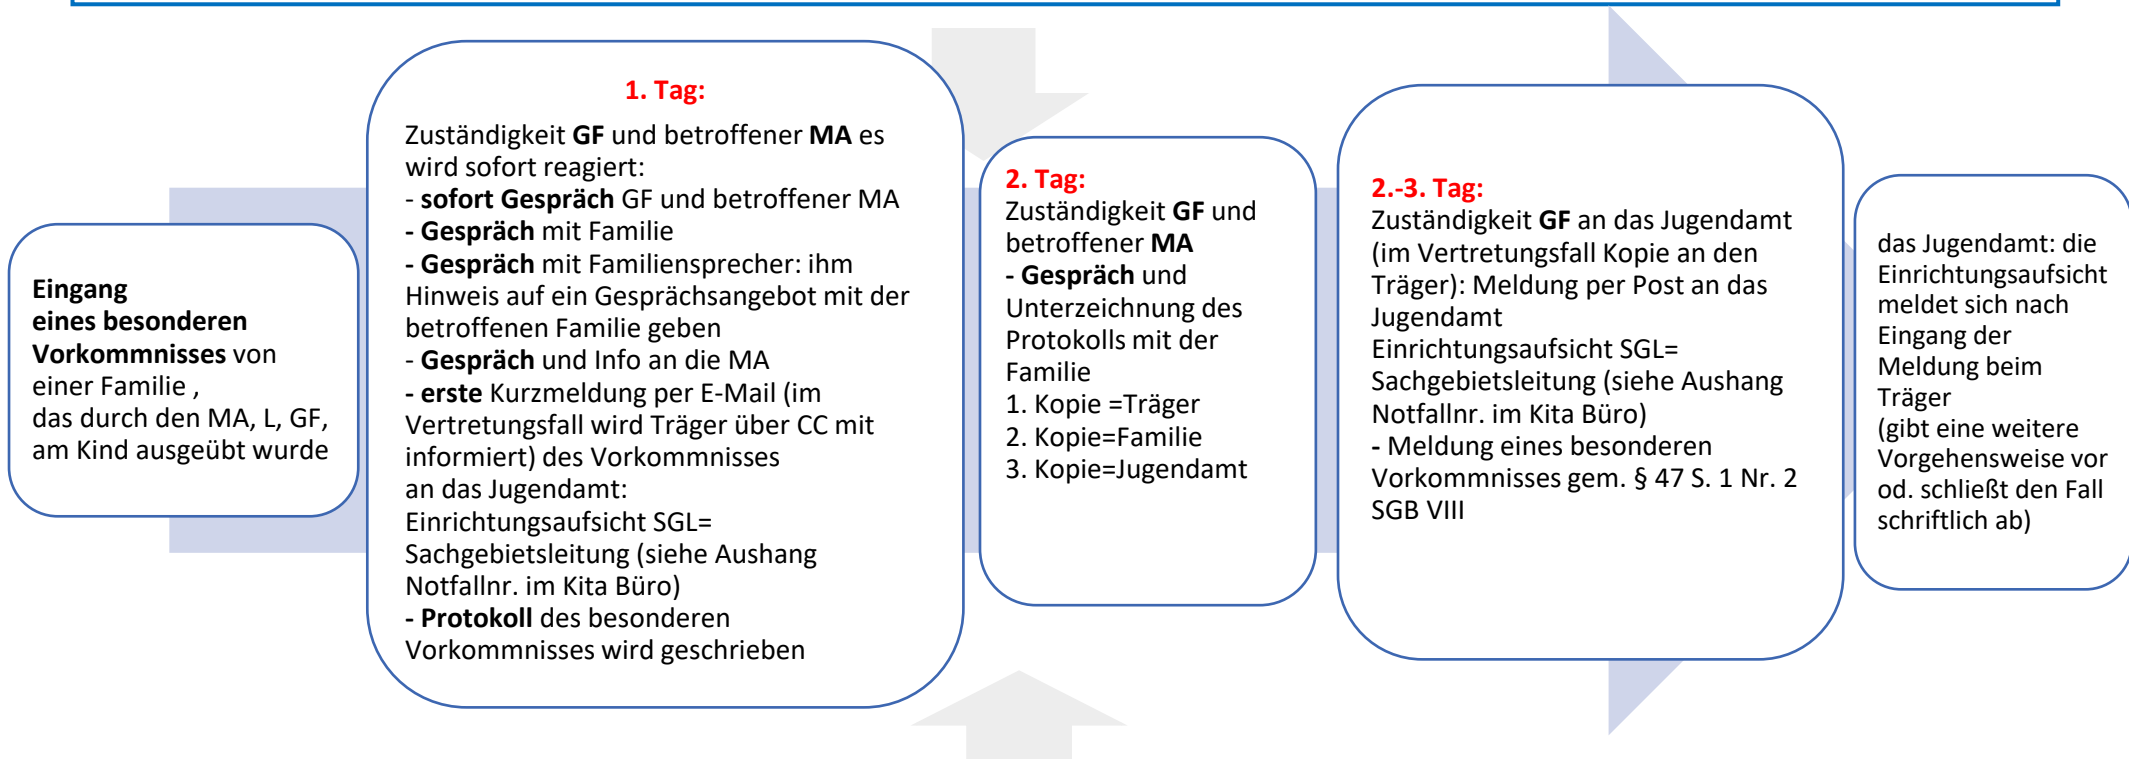 Eingang
eines besonderen
Vorkommnisses von
einer Familie ,
das durch den MA, L, GF,
am Kind ausgeübt wurde
1. Tag:
Zuständigkeit GF und betroffener MA es
wird sofort reagiert:
- sofort Gespräch GF und betroffener MA
- Gespräch mit Familie
- Gespräch mit Familiensprecher: ihm
Hinweis auf ein Gesprächsangebot mit der
betroffenen Familie geben
- Gespräch und Info an die MA
- erste Kurzmeldung per E-Mail (im
Vertretungsfall wird Träger über CC mit
informiert) des Vorkommnisses
an das Jugendamt:
Einrichtungsaufsicht SGL=
Sachgebietsleitung (siehe Aushang
Notfallnr. im Kita Büro)
- Protokoll des besonderen
Vorkommnisses wird geschrieben
2. Tag:
Zuständigkeit GF und
betroffener MA
- Gespräch und
Unterzeichnung des
Protokolls mit der
Familie
1. Kopie =Träger
2. Kopie=Familie
3. Kopie=Jugendamt
2.-3. Tag:
Zuständigkeit GF an das Jugendamt
(im Vertretungsfall Kopie an den
Träger): Meldung per Post an das
Jugendamt
Einrichtungsaufsicht SGL=
Sachgebietsleitung (siehe Aushang
Notfallnr. im Kita Büro)
- Meldung eines besonderen
Vorkommnisses gem. § 47 S. 1 Nr. 2
SGB VIII
das Jugendamt: die
Einrichtungsaufsicht
meldet sich nach
Eingang der
Meldung beim
Träger
(gibt eine weitere
Vorgehensweise vor
od. schließt den Fall
schriftlich ab)